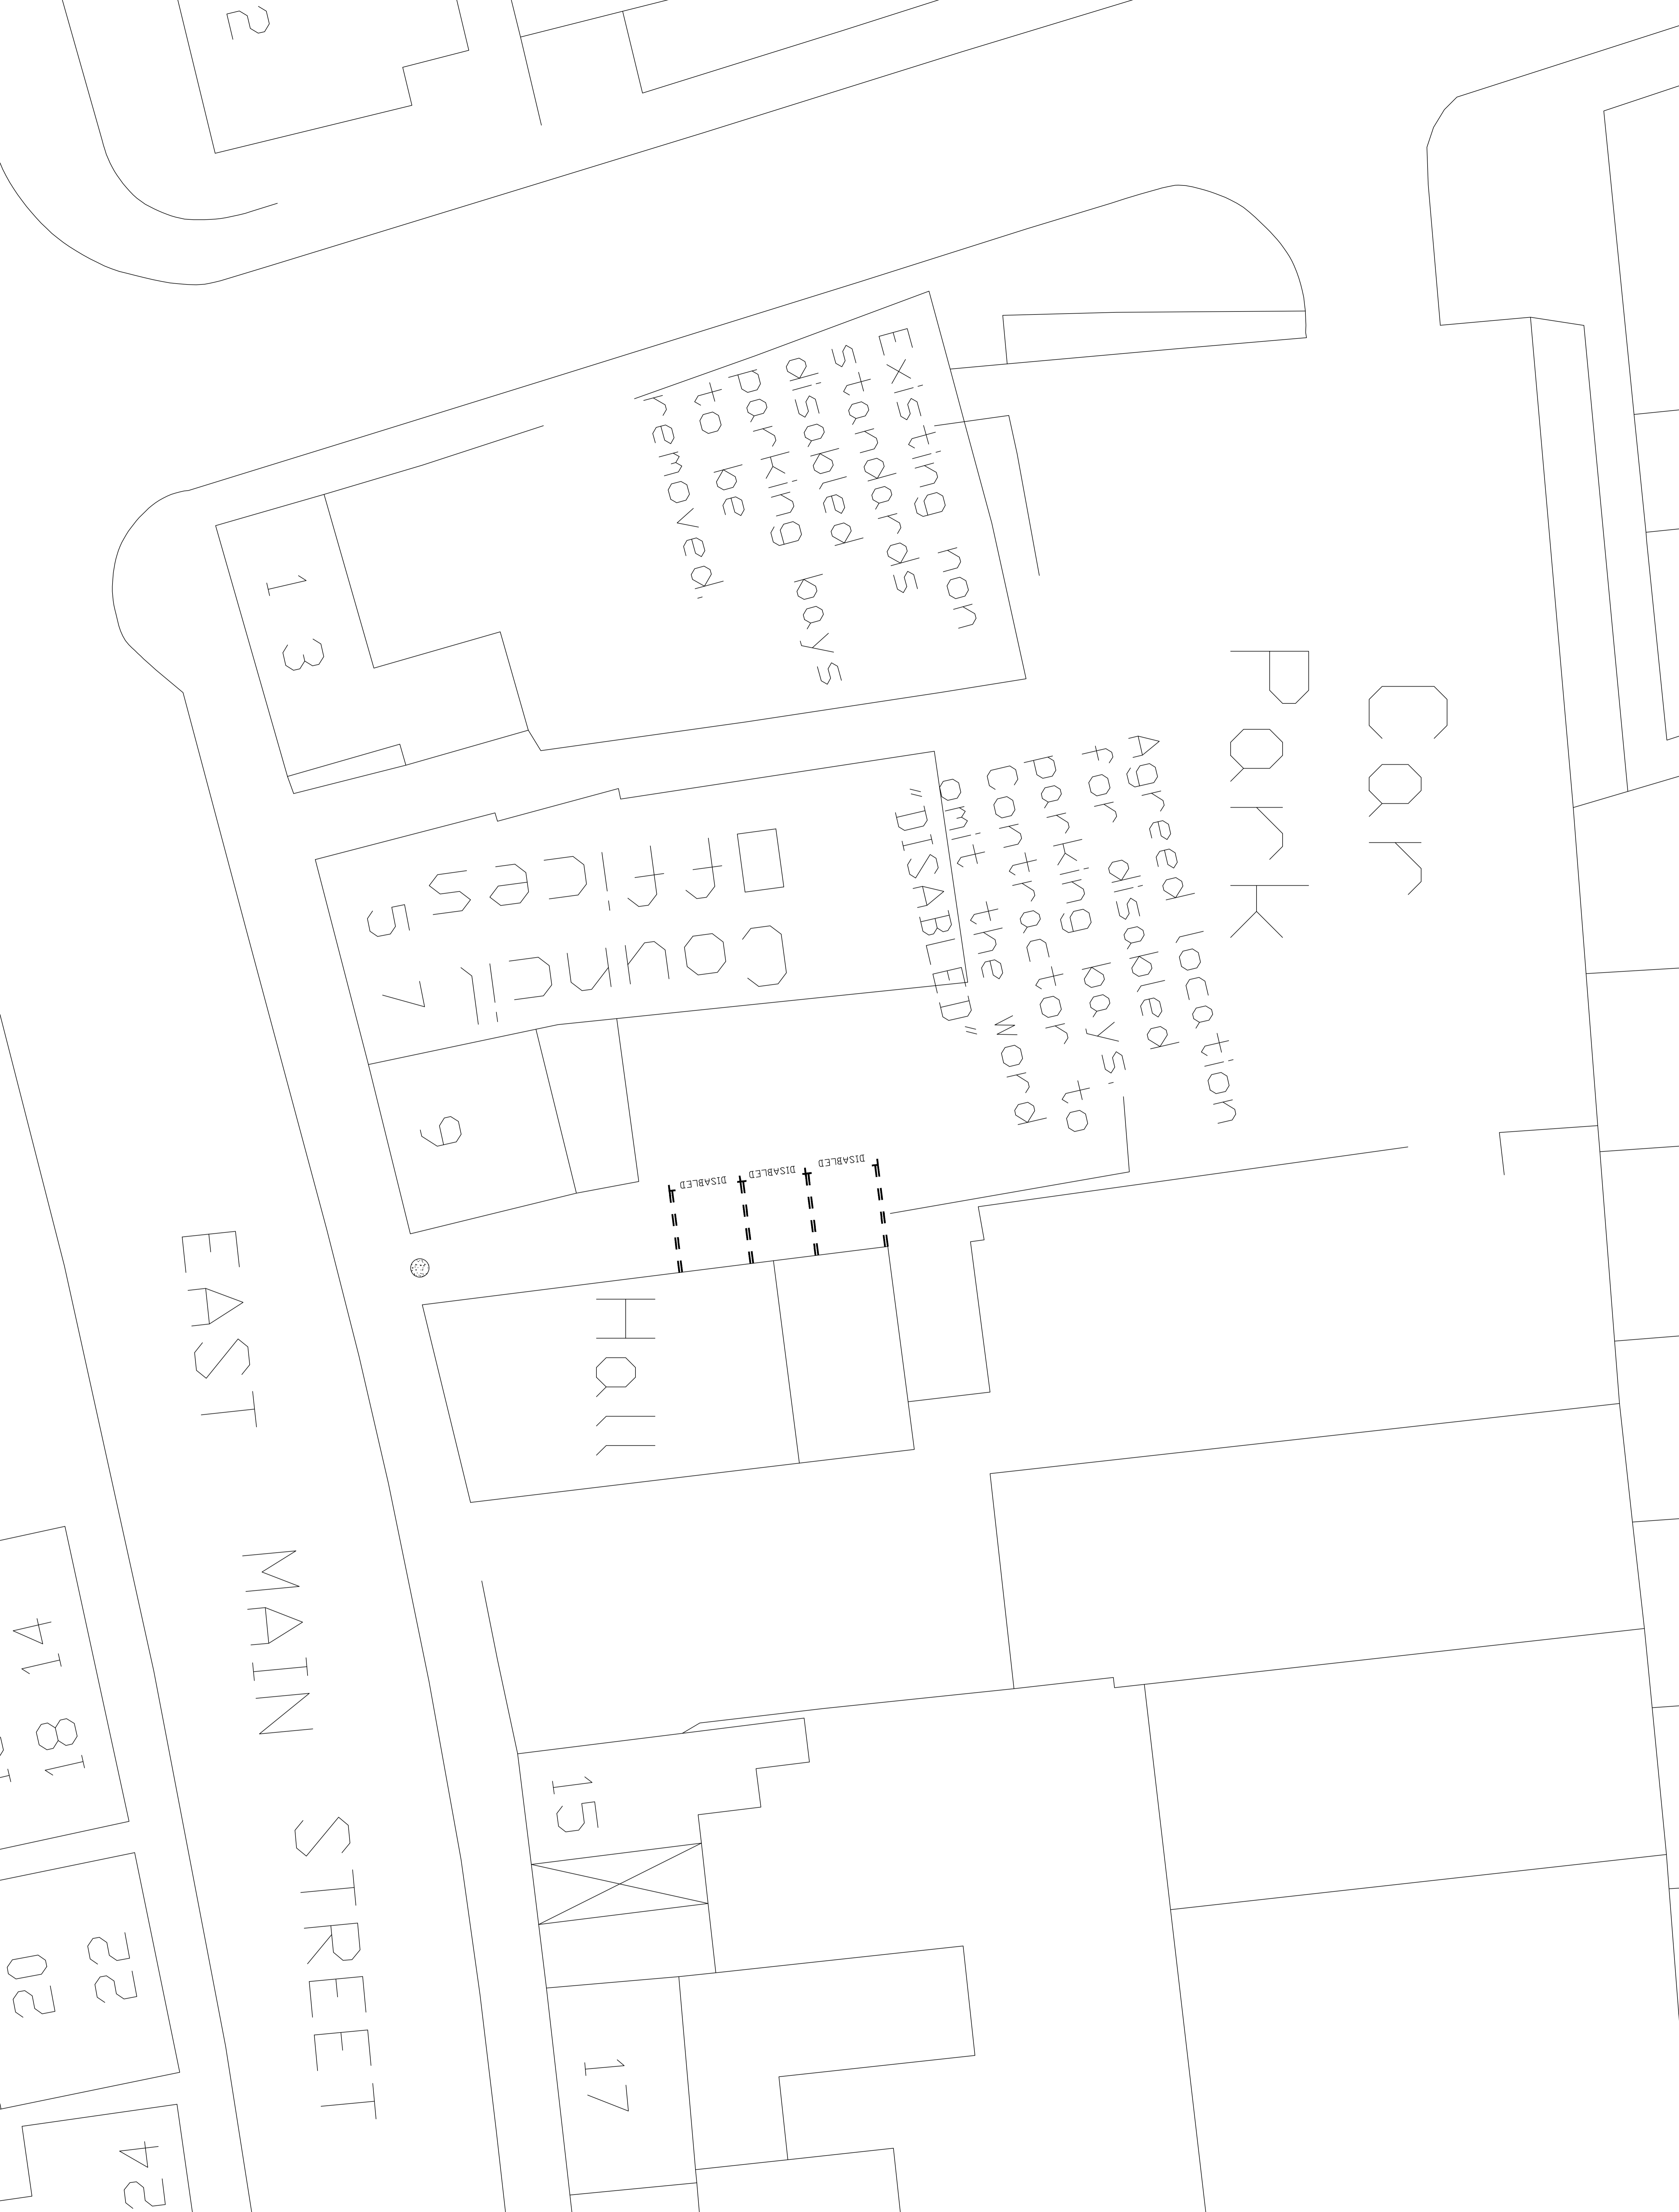 2
1 3
Existing non
standards
disabled
parking bays
to be
removed.
Car
Park
Agreed location
for disabled
parking bays.
Contractor to
omit the word
"DISABLED"
Council
Offices
5 7
9
DISABLED
DISABLED
DISABLED
Hall
EAST MAIN STREET
14
18
15
20
22
17
24